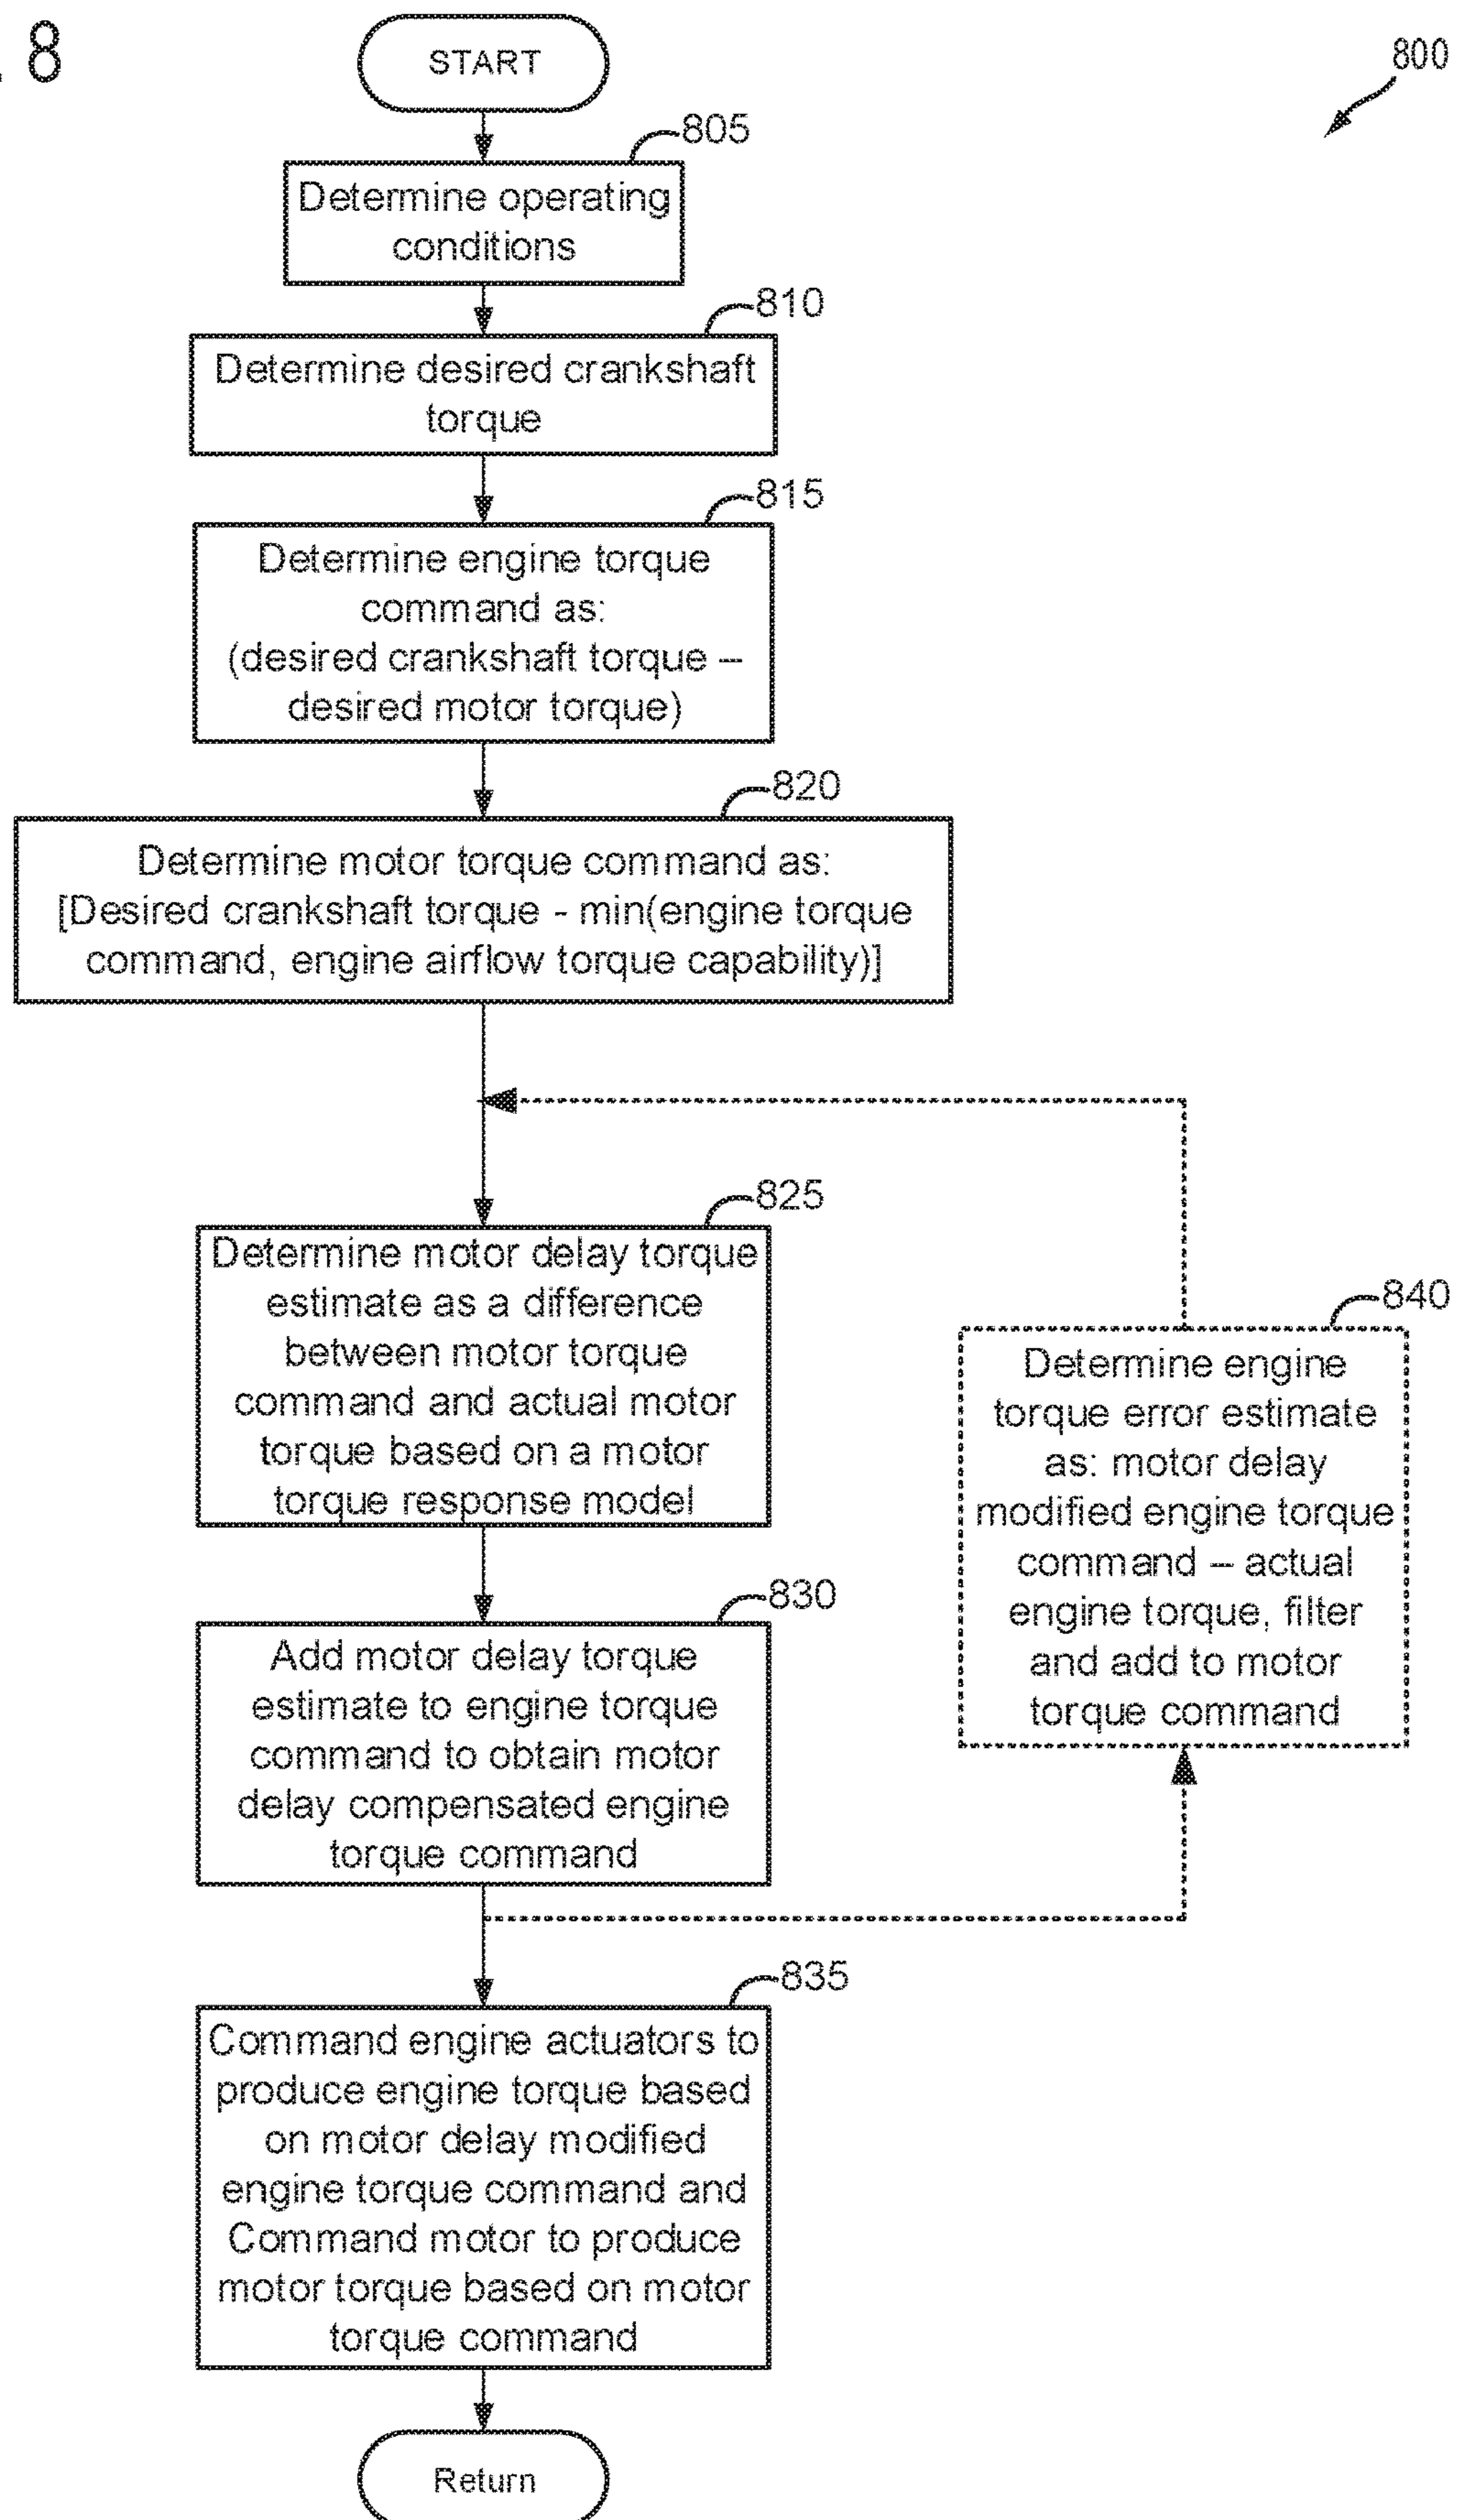 . 8
800
START
805
Determine operating
conditions
810
Determine desired crankshaft
torque
815
Determine engine torque
command as:
(desired crankshaft torque –
desired motor torque)
820
Determine motor torque command as:
[Desired crankshaft torque - min(engine torque
command, engine airflow torque capability)]
825
Determine motor delay torque
estimate as a difference
between motor torque
command and actual motor
torque based on a motor
torque response model
840
Determine engine
torque error estimate
as: motor delay
modified engine torque
command – actual
engine torque, filter
and add to motor
torque command
830
Add motor delay torque
estimate to engine torque
command to obtain motor
delay compensated engine
torque command
835
Command engine actuators to
produce engine torque based
on motor delay modified
engine torque command and
Command motor to produce
motor torque based on motor
torque command
Return